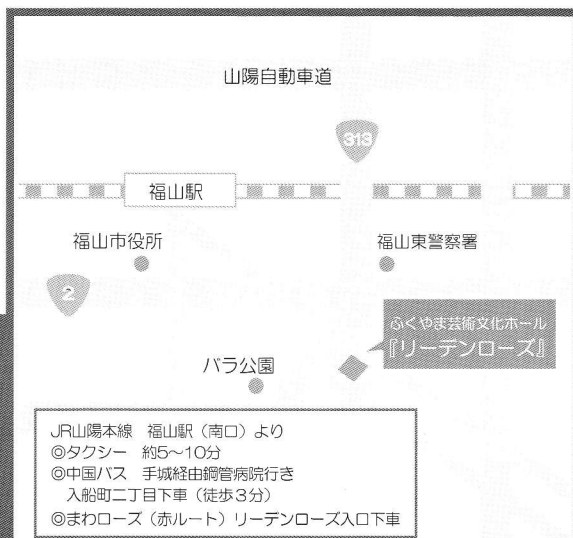 山陽自動車道
313
福山駅
福山市役所
福山東警察署
2
ふくやま芸術文化ホール
『リーデンローズ』
バラ公園
JR山陽本線 福山駅（南口）より
◎タクシー 約5～10分
◎中国バス 手城経由鋼管病院行き
入船町二丁目下車（徒歩3分）
◎まわローズ（赤ルート）リーデンローズ入口下車